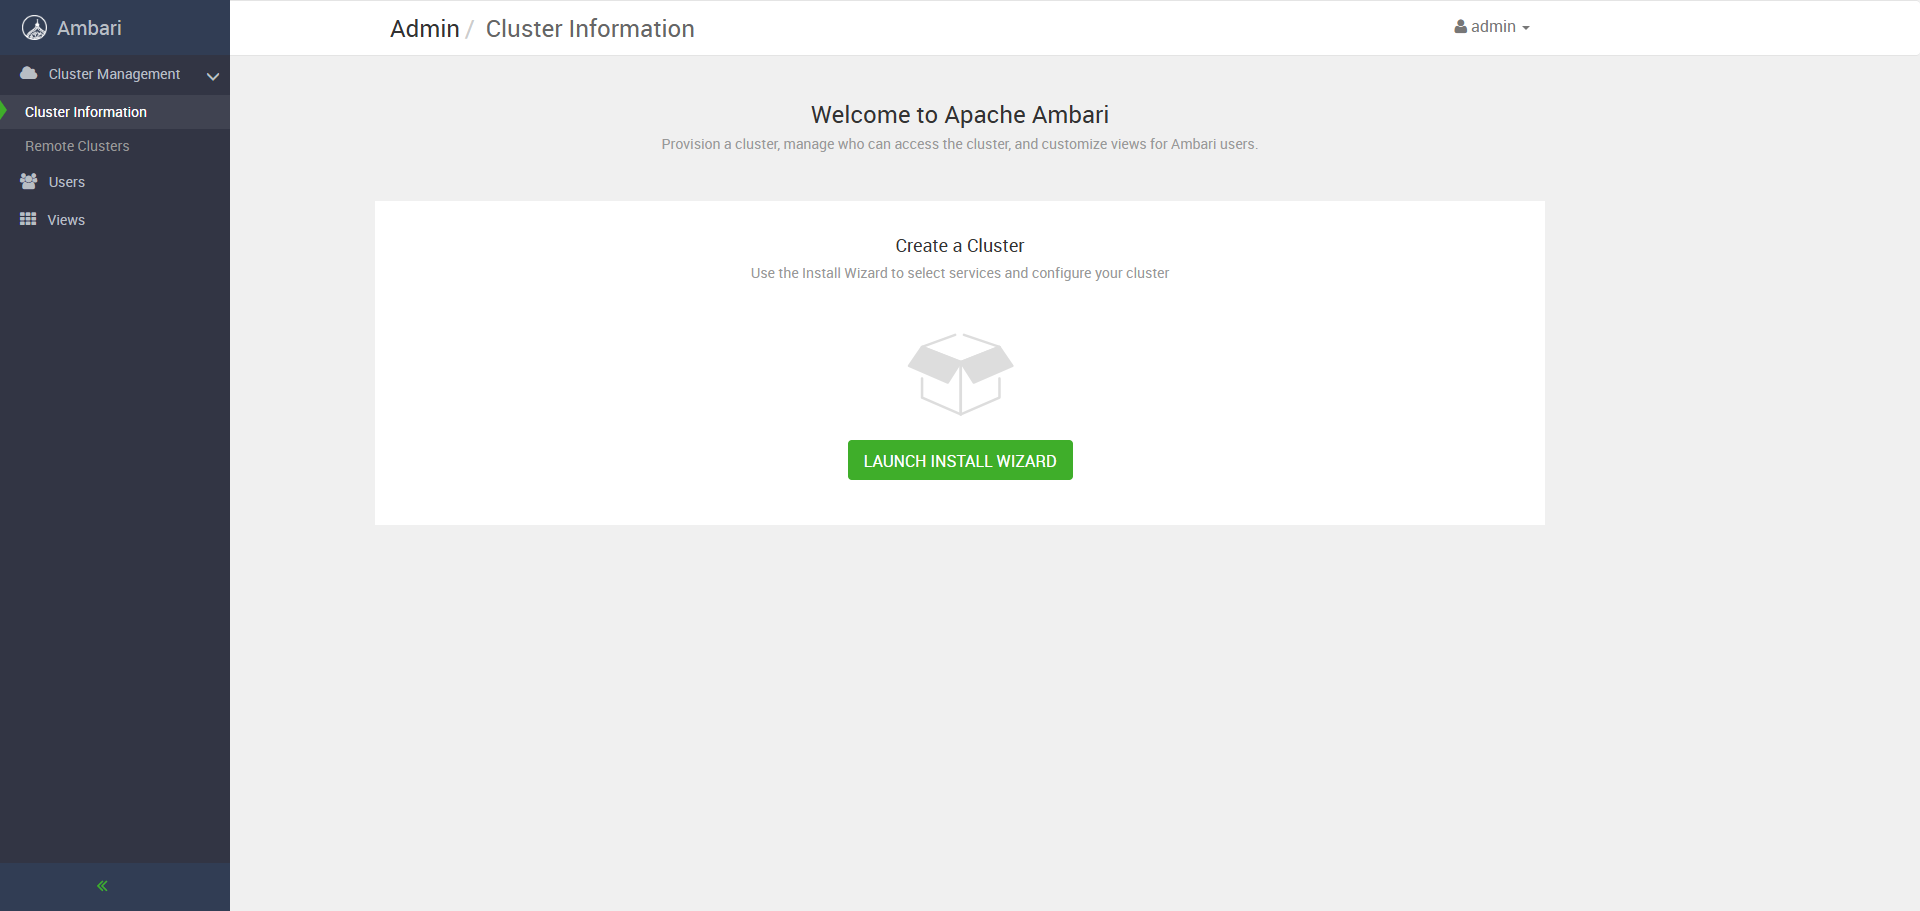 Ambari
Cluster Management
Cluster Information
Remote Clusters
Users
Views
Admin / Cluster Information
admin
Welcome to Apache Ambari
Provision a cluster, manage who can access the cluster, and customize views for Ambari users.
Create a Cluster
Use the Install Wizard to select services and configure your cluster
LAUNCH INSTALL WIZARD